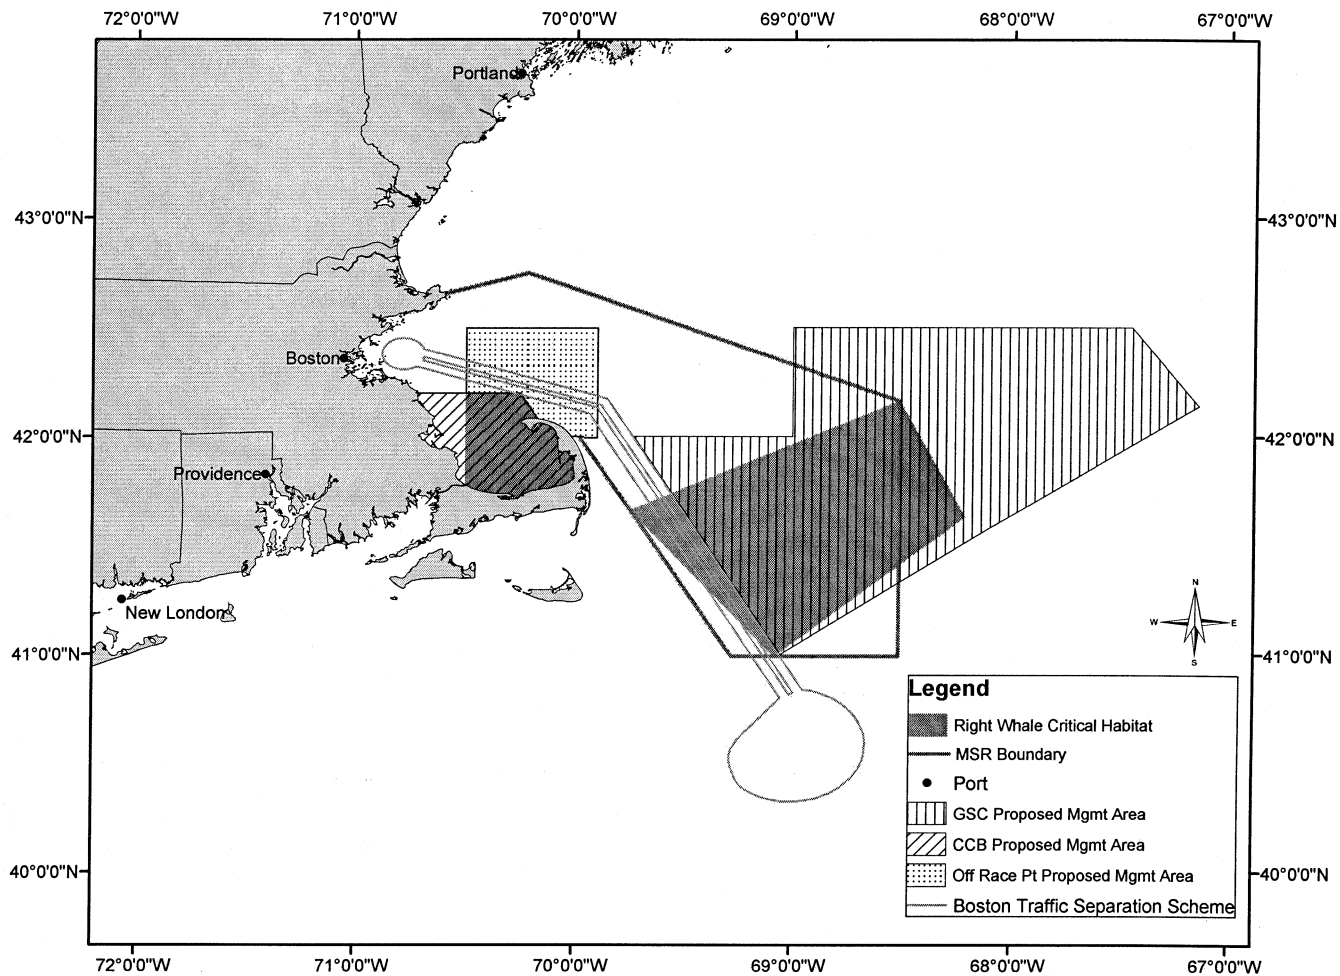 72°0'0"W 71°0'0"W 70°0'0"W 69°0'0"W 68°0'0"W 67°0'0"W
Portland
43°0'0"N 43°0'0"N
Boston
42°0'0"N 42°0'0"N
Providence
New London
N
W E
S
41°0'0"N 41°0'0"N
Legend
Right Whale Critical Habitat
MSR Boundary
Port
GSC Proposed Mgmt Area
CCB Proposed Mgmt Area
40°0'0"N 40°0'0"N
Off Race Pt Proposed Mgmt Area
Boston Traffic Separation Scheme
72°0'0"W 71°0'0"W 70°0'0"W 69°0'0"W 68°0'0"W 67°0'0"W